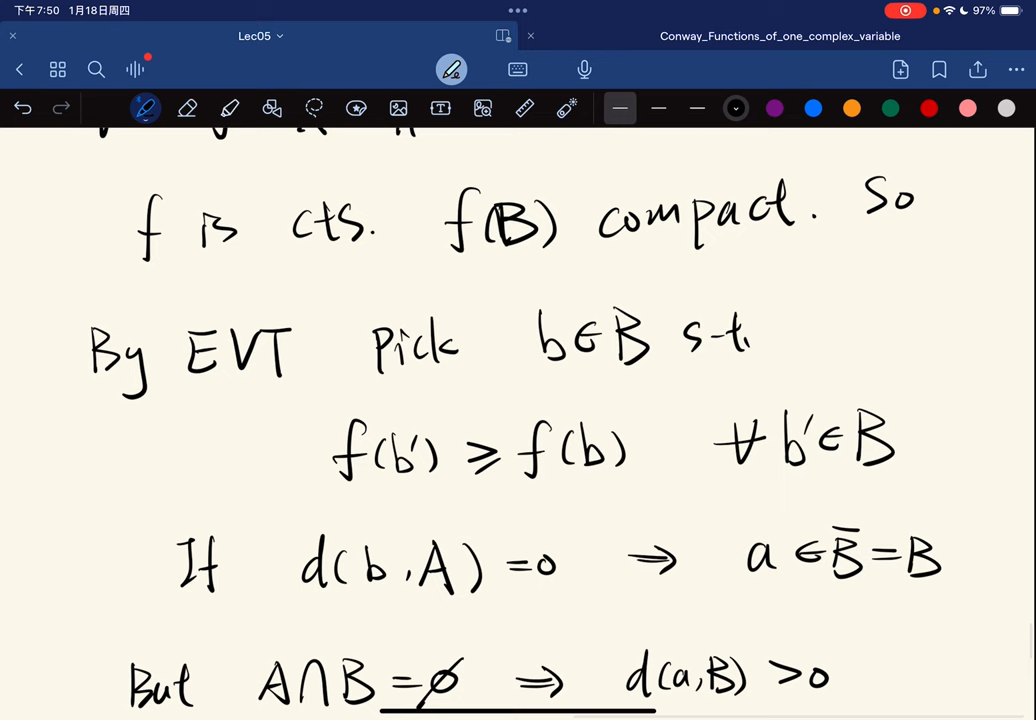 下午7:50 1月18日周四
97%
Lec05
Conway_Functions_of_one_complex_variable
f is cts. f(B) compact. So
By EVT Pick b∈B s.t.
f(b') ≥ f(b) ∀ b'∈B
If d(b,A)=0 ⇒ a ∈ B̅ = B
But A∩B = ∅ ⇒ d(a,B) > 0